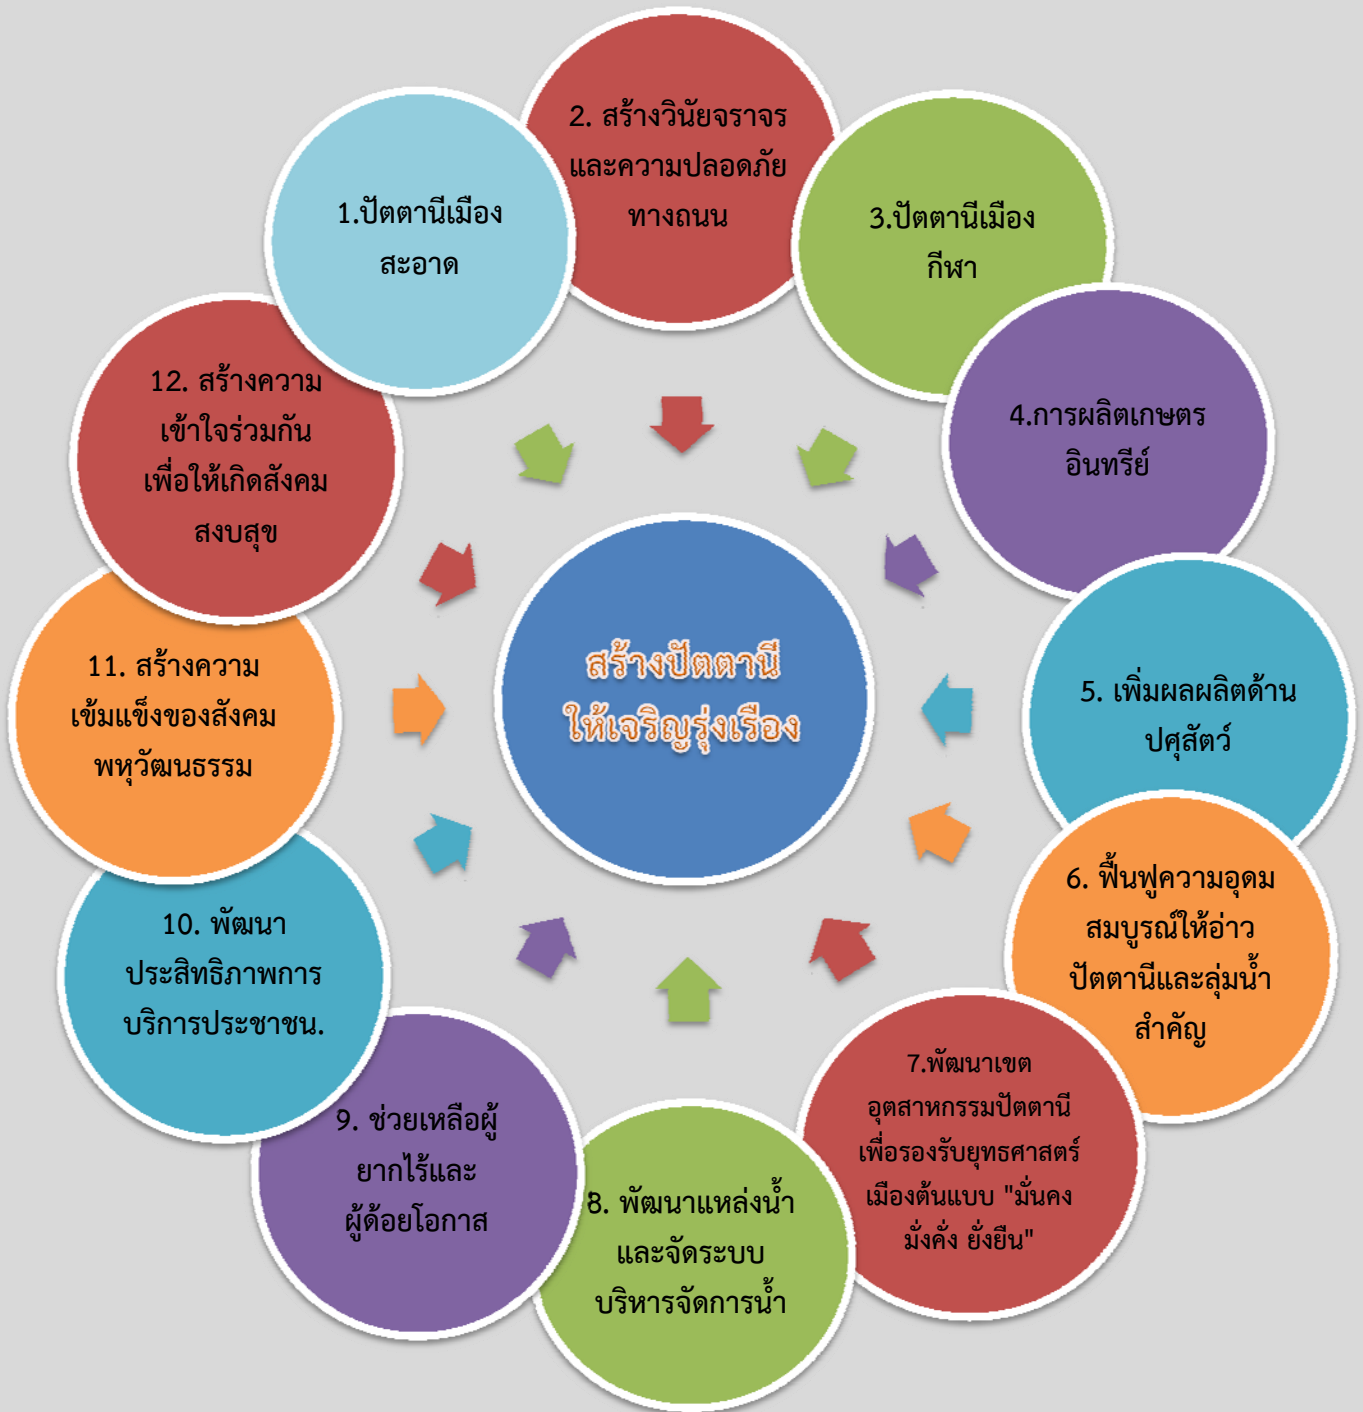 1.ปัตตานีเมือง
สะอาด
2. สร้างวินัยจราจร
และความปลอดภัย
ทางถนน
3.ปัตตานีเมือง
กีฬา
4.การผลิตเกษตร
อินทรีย์
5. เพิ่มผลผลิตด้าน
ปศุสัตว์
6. ฟื้นฟูความอุดม
สมบูรณ์ให้อ่าว
ปัตตานีและลุ่มน้ำ
สำคัญ
7.พัฒนาเขต
อุตสาหกรรมปัตตานี
เพื่อรองรับยุทธศาสตร์
เมืองต้นแบบ "มั่นคง
มั่งคั่ง ยั่งยืน"
8. พัฒนาแหล่งน้ำ
และจัดระบบ
บริหารจัดการน้ำ
9. ช่วยเหลือผู้
ยากไร้และ
ผู้ด้อยโอกาส
10. พัฒนา
ประสิทธิภาพการ
บริการประชาชน.
11. สร้างความ
เข้มแข็งของสังคม
พหุวัฒนธรรม
12. สร้างความ
เข้าใจร่วมกัน
เพื่อให้เกิดสังคม
สงบสุข
สร้างปัตตานี
ให้เจริญรุ่งเรือง